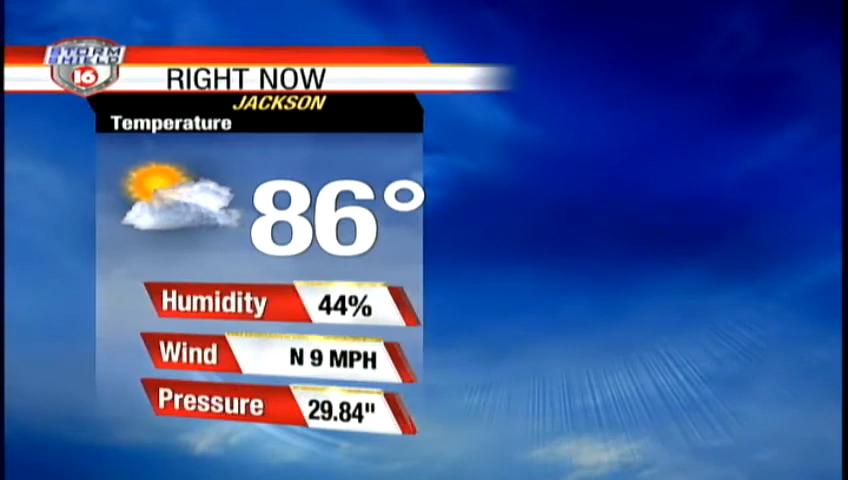 STORM
SHIELD
16
RIGHT NOW
JACKSON
Temperature
86°
Humidity 44%
Wind N 9 MPH
Pressure 29.84"